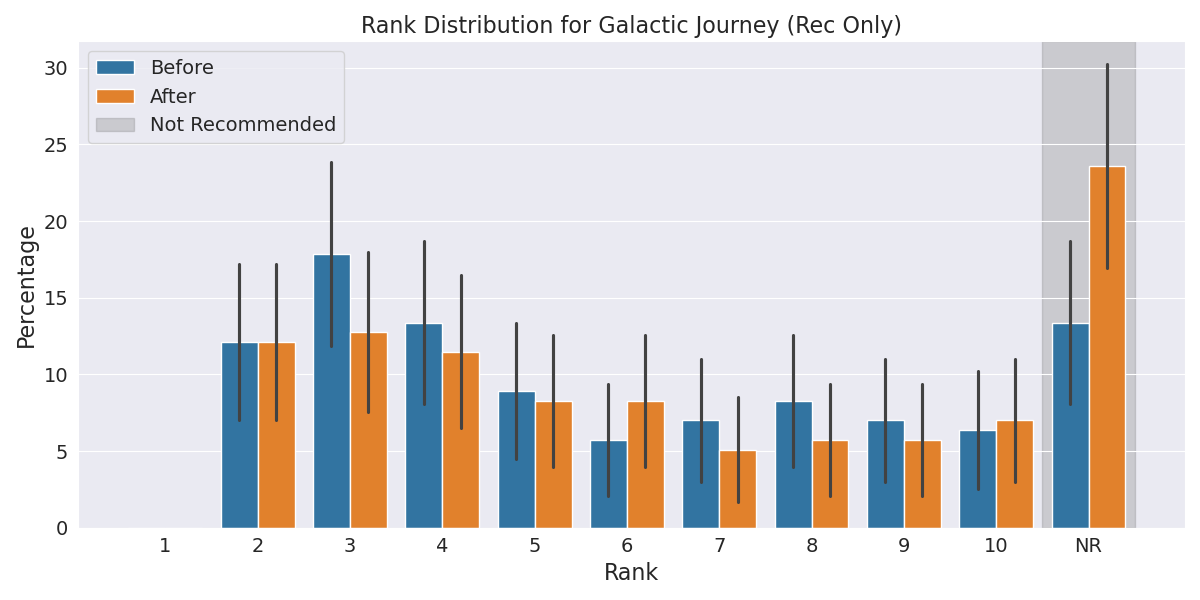 Rank Distribution for Galactic Journey (Rec Only)
Before
After
Not Recommended
Percentage
30
25
20
15
10
5
0
1 2 3 4 5 6 7 8 9 10 NR
Rank